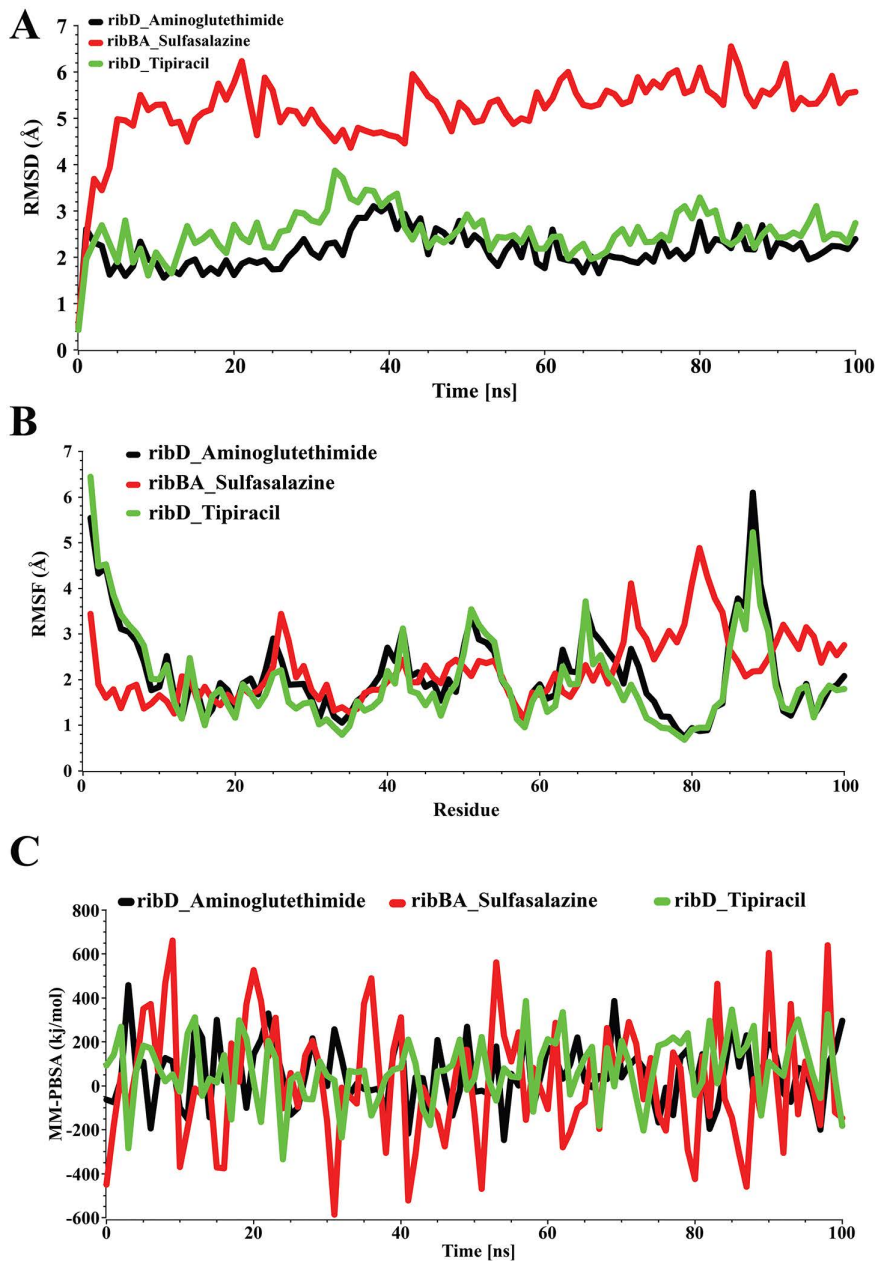 A
ribD_Aminoglutethimide
ribBA_Sulfasalazine
ribD_Tipiracil
7
6
5
4
3
2
1
0
RMSD (Å)
0 20 40 60 80 100
Time [ns]
B
ribD_Aminoglutethimide
ribBA_Sulfasalazine
ribD_Tipiracil
7
6
5
4
3
2
1
0
RMSF (Å)
0 20 40 60 80 100
Residue
C
ribD_Aminoglutethimide ribBA_Sulfasalazine ribD_Tipiracil
800
600
400
200
0
-200
-400
-600
MM-PBSA (kj/mol)
0 20 40 60 80 100
Time [ns]